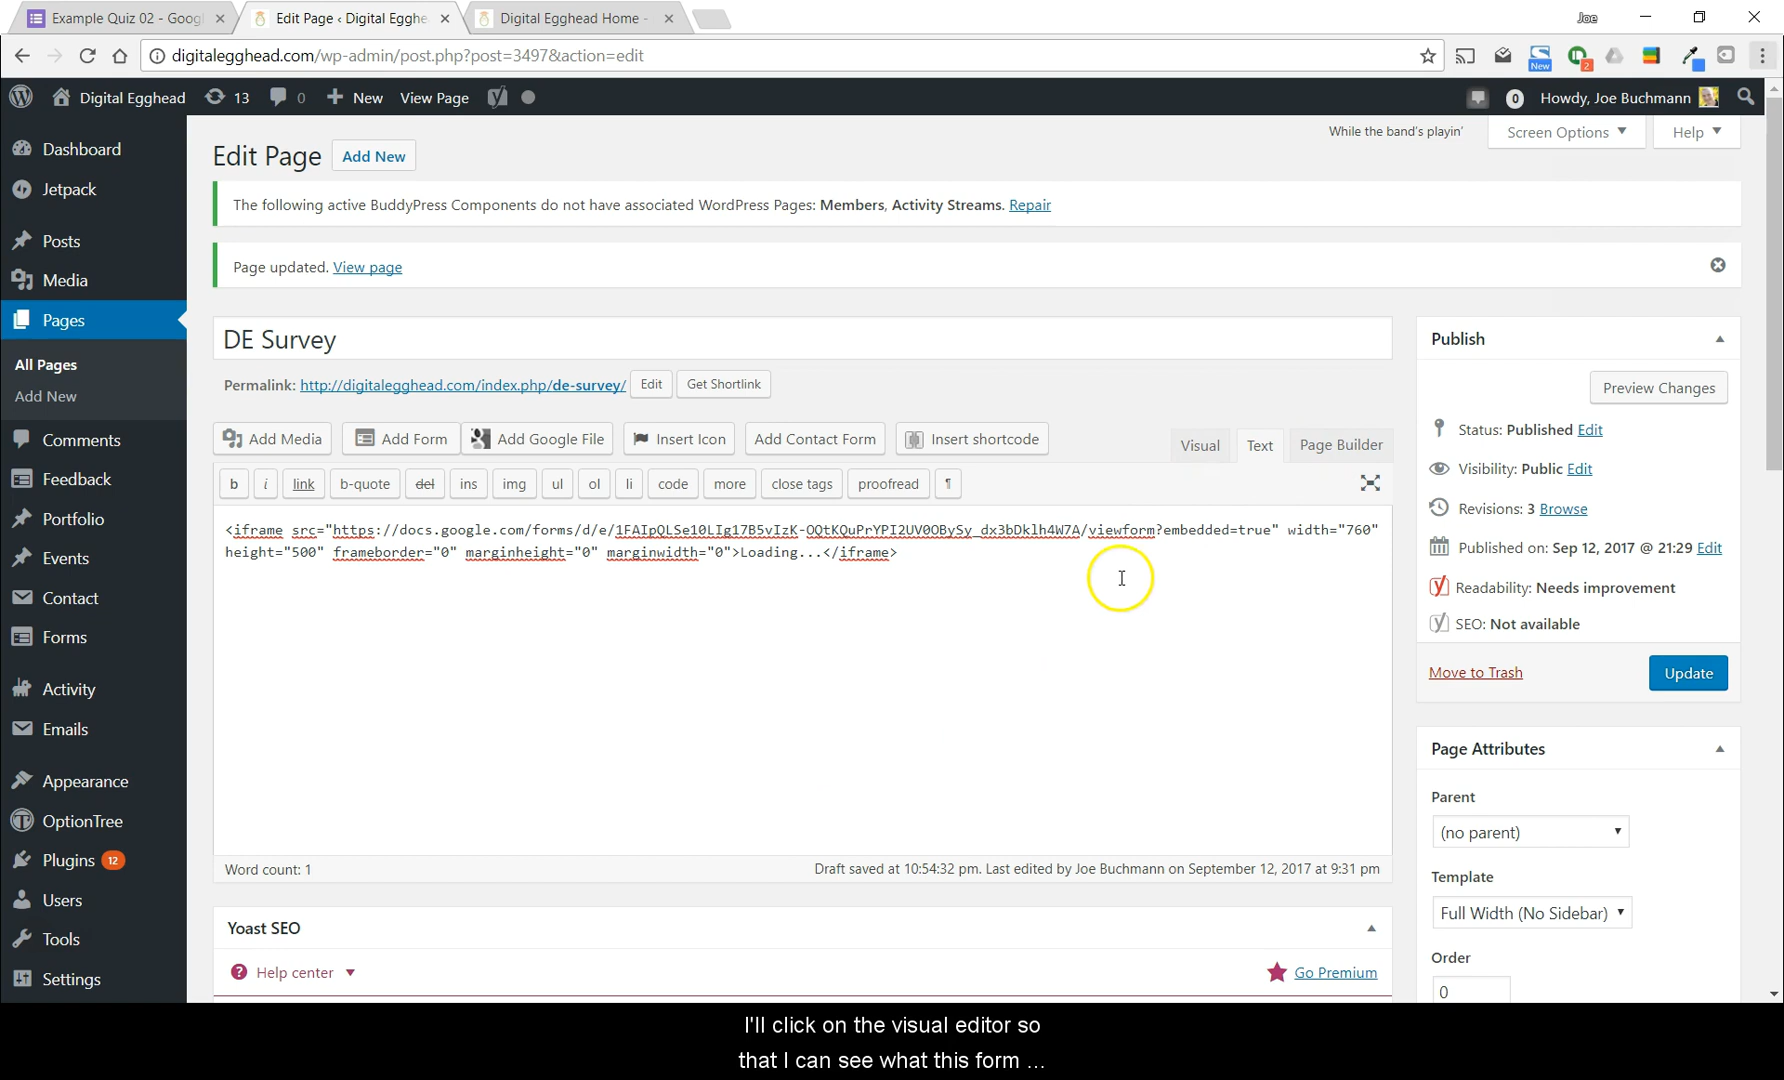 Example Quiz 02 - Goog
Edit Page ‹ Digital Egghe
Digital Egghead Home -
Joe
digitalegghead.com/wp-admin/post.php?post=3497&action=edit
New
2
Digital Egghead
13
0
New
View Page
0
Howdy, Joe Buchmann
Dashboard
Jetpack
Posts
Media
Pages
All Pages
Add New
Comments
Feedback
Portfolio
Events
Contact
Forms
Activity
Emails
Appearance
OptionTree
Plugins 12
Users
Tools
Settings
While the band's playin'
Screen Options
Help
Edit Page
Add New
The following active BuddyPress Components do not have associated WordPress Pages: Members, Activity Streams. Repair
Page updated. View page
DE Survey
Permalink: http://digitalegghead.com/index.php/de-survey/
Edit
Get Shortlink
Add Media
Add Form
Add Google File
Insert Icon
Add Contact Form
Insert shortcode
Visual
Text
Page Builder
b
i
link
b-quote
del
ins
img
ul
ol
li
code
more
close tags
proofread
¶
<iframe src="https://docs.google.com/forms/d/e/1FAIpQLSe10LIg17B5vIzK-OQtKQuPrYPI2UV0OBySy_dx3bDklh4W7A/viewform?embedded=true" width="760"
height="500" frameborder="0" marginheight="0" marginwidth="0">Loading...</iframe>
Word count: 1
Draft saved at 10:54:32 pm. Last edited by Joe Buchmann on September 12, 2017 at 9:31 pm
Yoast SEO
Help center
Go Premium
Publish
Preview Changes
Status: Published Edit
Visibility: Public Edit
Revisions: 3 Browse
Published on: Sep 12, 2017 @ 21:29 Edit
Readability: Needs improvement
SEO: Not available
Move to Trash
Update
Page Attributes
Parent
(no parent)
Template
Full Width (No Sidebar)
Order
0
I'll click on the visual editor so
that I can see what this form ...